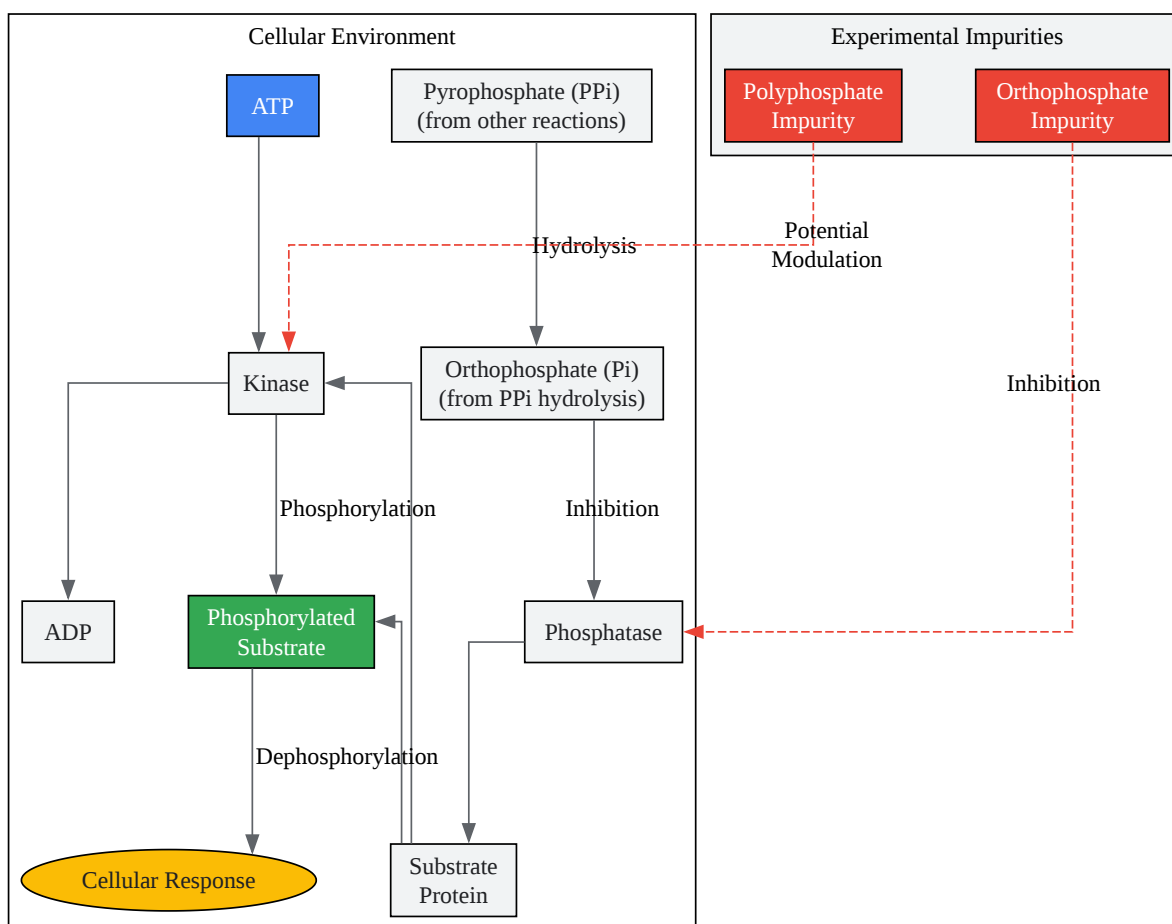 Cellular Environment
Experimental Impurities
ATP
Pyrophosphate (PPi)
(from other reactions)
Polyphosphate
Impurity
Orthophosphate
Impurity
Hydrolysis
Potential
Modulation
Kinase
Orthophosphate (Pi)
(from PPi hydrolysis)
Inhibition
Phosphorylation
Inhibition
ADP
Phosphorylated
Substrate
Phosphatase
Dephosphorylation
Cellular Response
Substrate
Protein